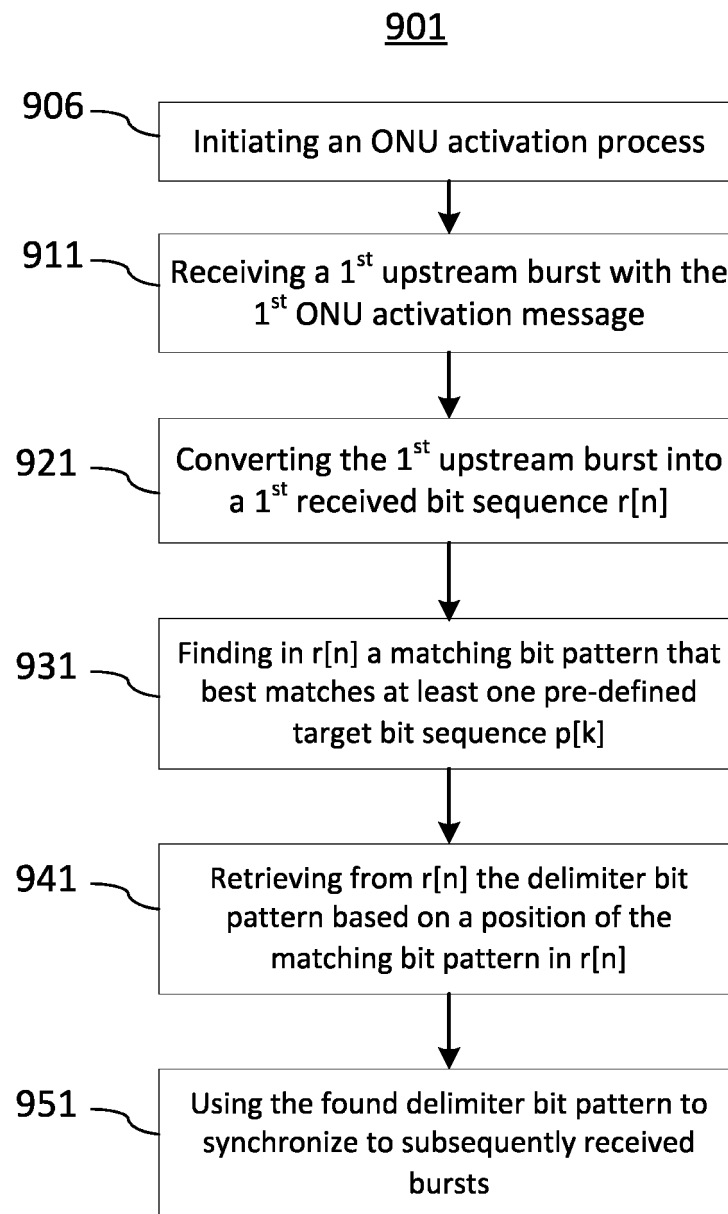 901
906
Initiating an ONU activation process
911
Receiving a 1st upstream burst with the
1st ONU activation message
921
Converting the 1st upstream burst into
a 1st received bit sequence r[n]
931
Finding in r[n] a matching bit pattern that
best matches at least one pre-defined
target bit sequence p[k]
941
Retrieving from r[n] the delimiter bit
pattern based on a position of the
matching bit pattern in r[n]
951
Using the found delimiter bit pattern to
synchronize to subsequently received
bursts